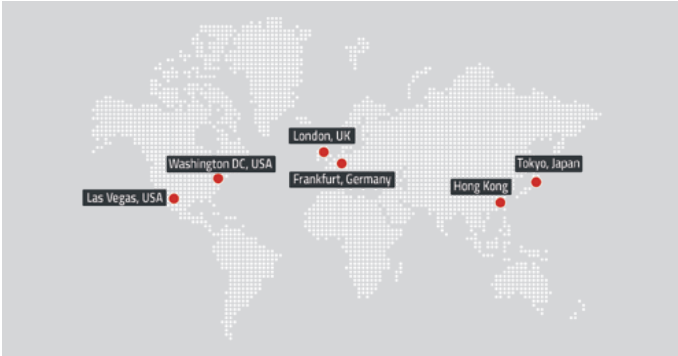 London, UK
Washington DC, USA
Tokyo, Japan
Frankfurt, Germany
Hong Kong
Las Vegas, USA